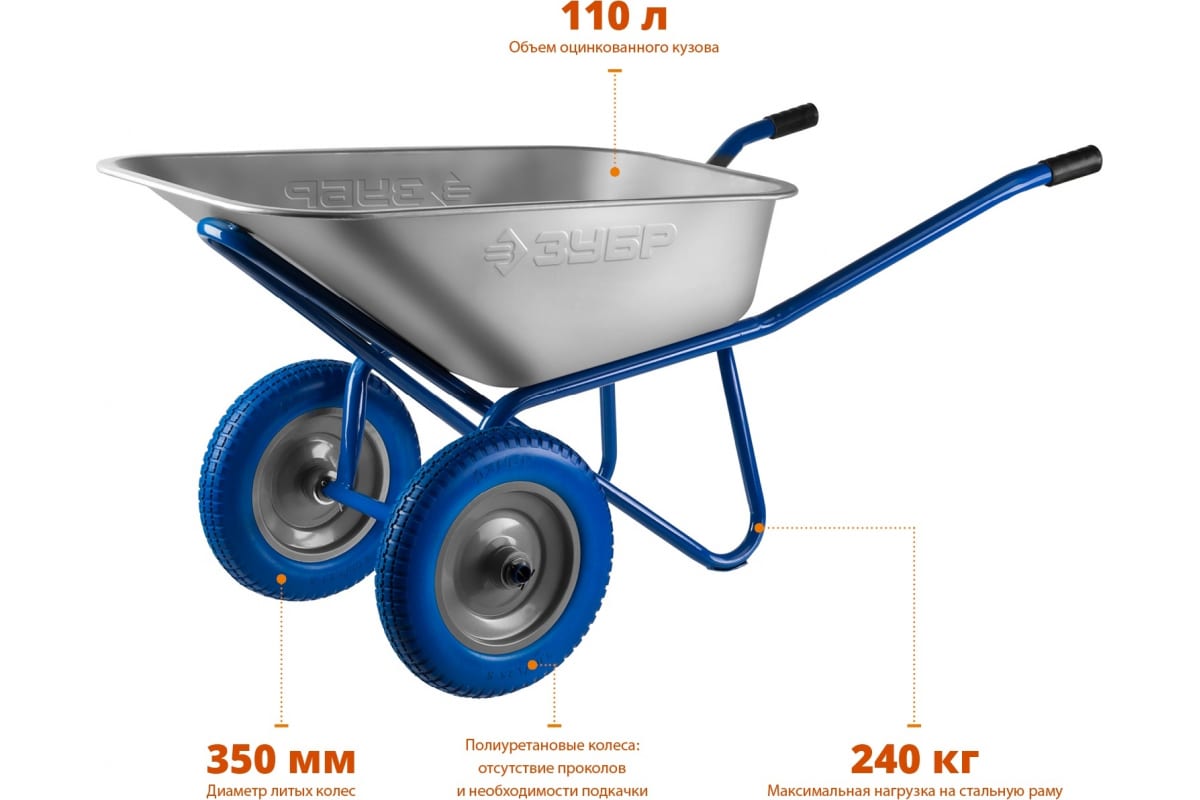 110 л
Объем оцинкованного кузова
ЗУБР
ЗУБР
350 мм
Диаметр литых колес
Полиуретановые колеса:
отсутствие проколов
и необходимости подкачки
240 кг
Максимальная нагрузка на стальную раму